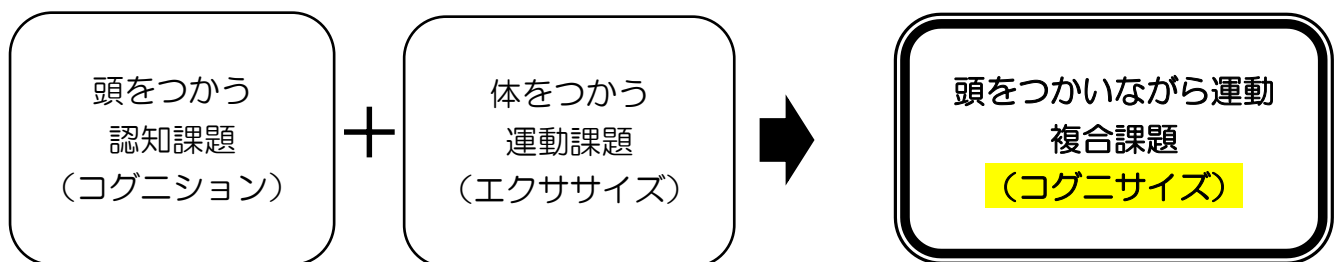 頭をつかう
認知課題
（コグニション）
＋
体をつかう
運動課題
（エクササイズ）
頭をつかいながら運動
複合課題
（コグニサイズ）